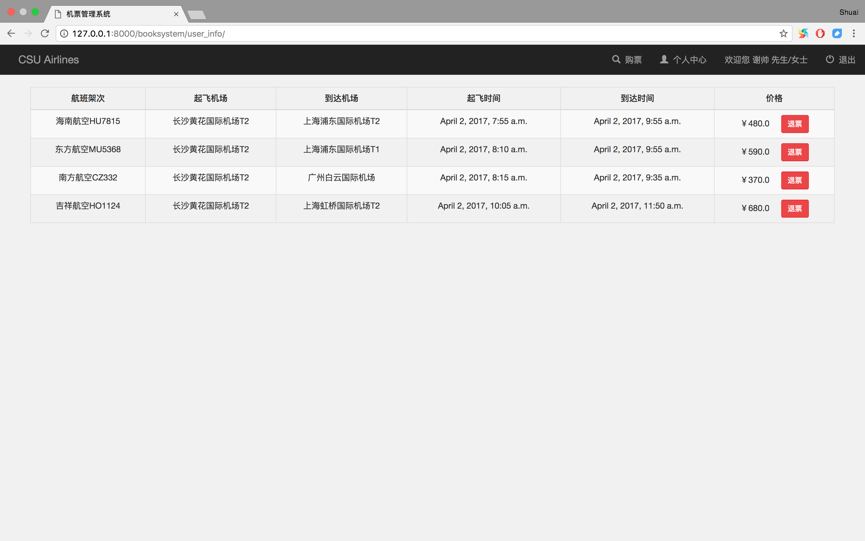 机票管理系统
Shuai
127.0.0.1:8000/booksystem/user_info/
CSU Airlines 购票 个人中心 欢迎您 谢帅 先生/女士 退出
航班架次 起飞机场 到达机场 起飞时间 到达时间 价格
海南航空HU7815 长沙黄花国际机场T2 上海浦东国际机场T2 April 2, 2017, 7:55 a.m. April 2, 2017, 9:55 a.m. ¥ 480.0 退票
东方航空MU5368 长沙黄花国际机场T2 上海浦东国际机场T1 April 2, 2017, 8:10 a.m. April 2, 2017, 9:55 a.m. ¥ 590.0 退票
南方航空CZ332 长沙黄花国际机场T2 广州白云国际机场 April 2, 2017, 8:15 a.m. April 2, 2017, 9:35 a.m. ¥ 370.0 退票
吉祥航空HO1124 长沙黄花国际机场T2 上海虹桥国际机场T2 April 2, 2017, 10:05 a.m. April 2, 2017, 11:50 a.m. ¥ 680.0 退票